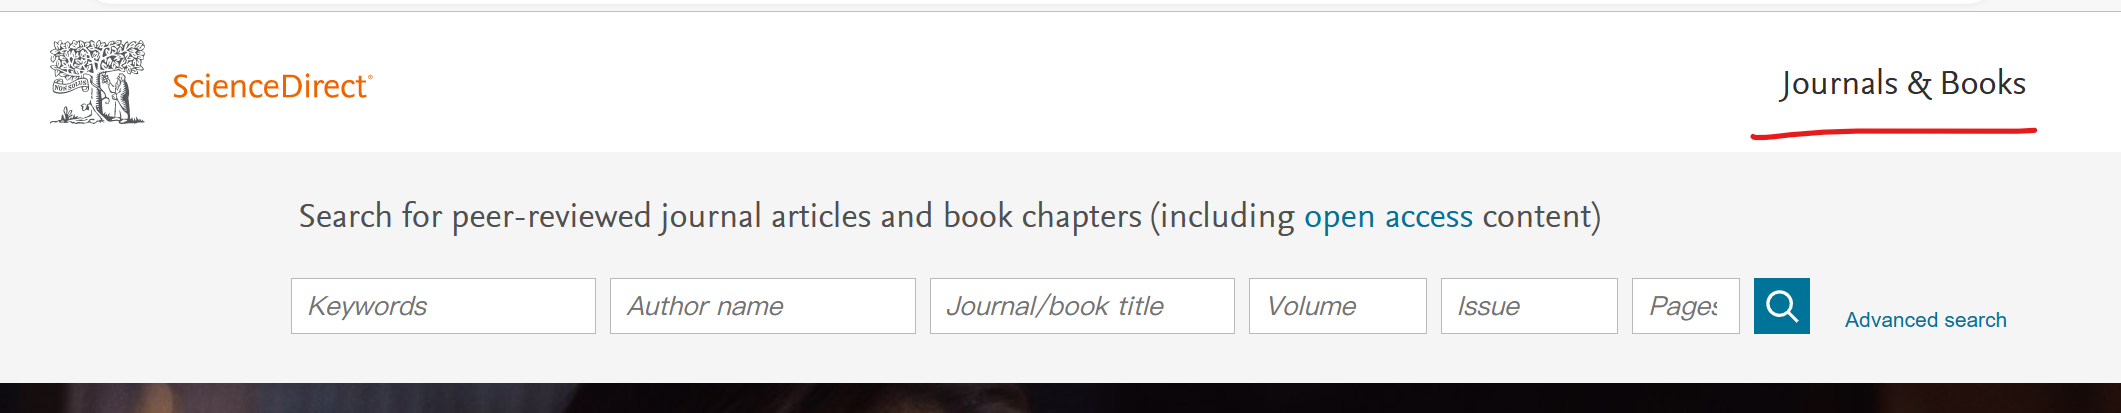 NON SOLUS
ScienceDirect®
Journals & Books
Search for peer-reviewed journal articles and book chapters (including open access content)
Keywords
Author name
Journal/book title
Volume
Issue
Pages
Advanced search